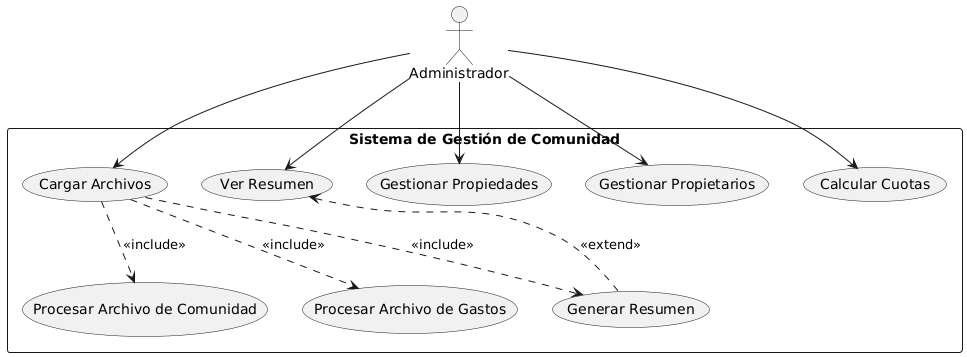 Administrador
Sistema de Gestión de Comunidad
Cargar Archivos
Ver Resumen
Gestionar Propiedades
Gestionar Propietarios
Calcular Cuotas
«include»
«include»
«include»
«extend»
Procesar Archivo de Comunidad
Procesar Archivo de Gastos
Generar Resumen